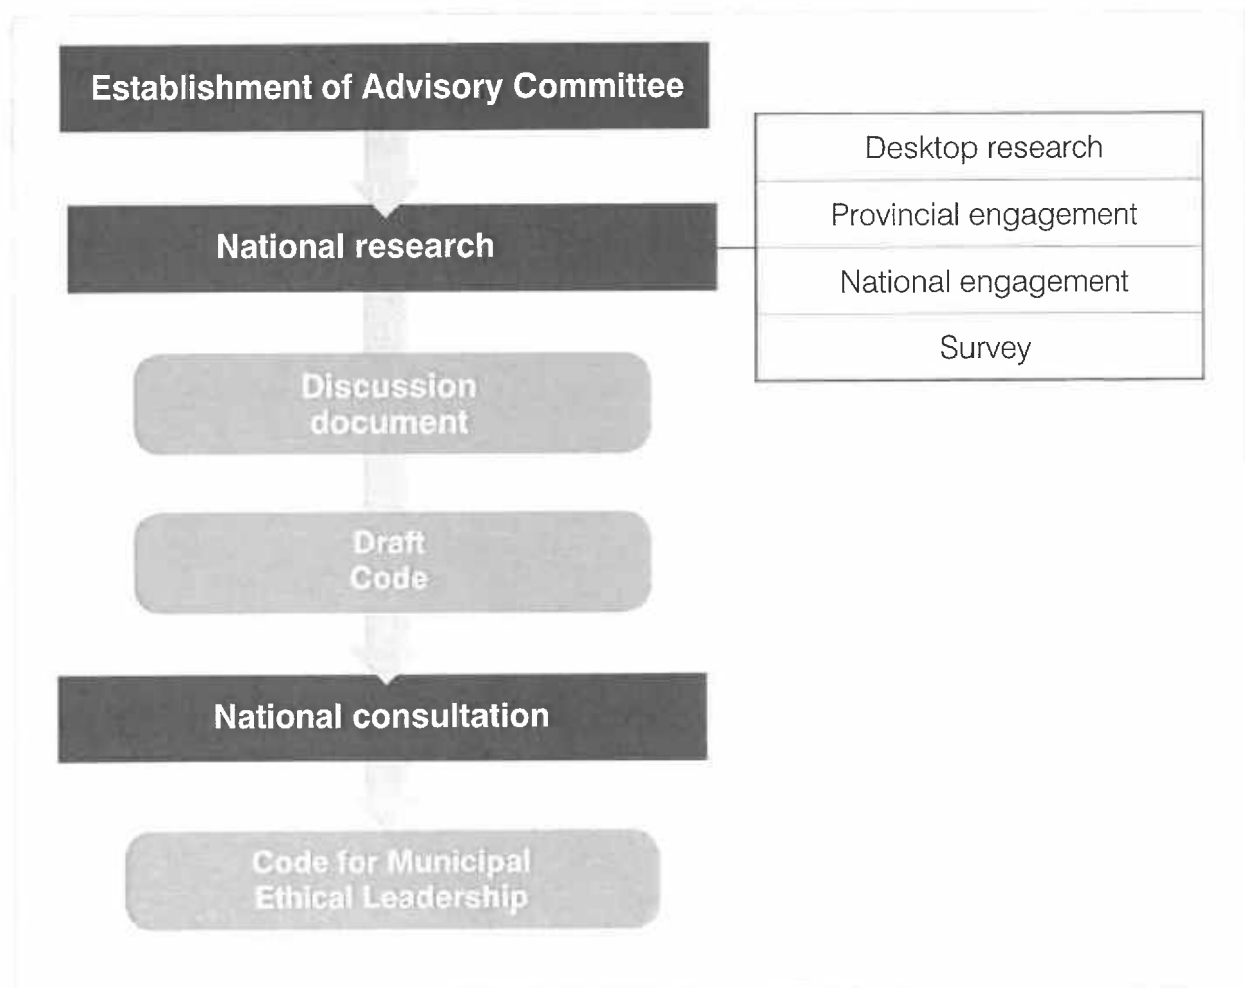 Establishment of Advisory Committee
National research
Desktop research
Provincial engagement
National engagement
Survey
Discussion
document
Draft
Code
National consultation
Code for Municipal
Ethical Leadership